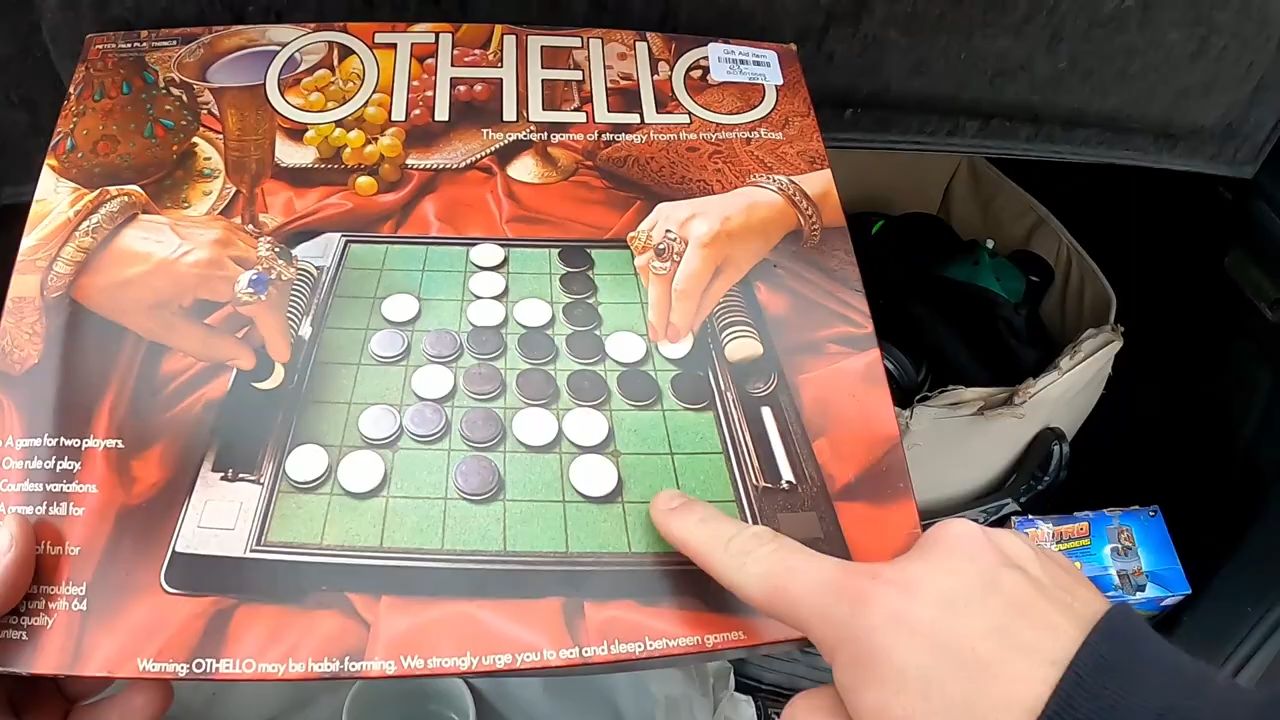 PETER PAN PLAYTHINGS
OTHELLO
Gift Aid item
The ancient game of strategy from the mysterious East.
A game for two players.
One rule of play.
Countless variations.
A game of skill for
of fun for
moulded
unit with 64
quality
Warning: OTHELLO may be habit-forming. We strongly urge you to eat and sleep between games.
NITRO
GRINDERS